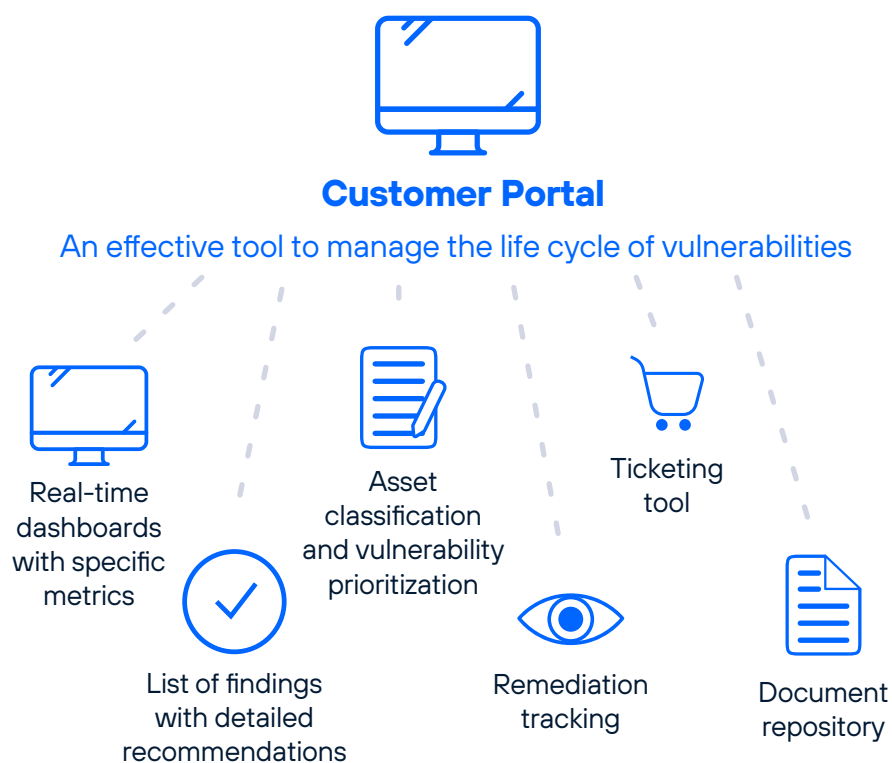 Customer Portal
An effective tool to manage the life cycle of vulnerabilities
Real-time
dashboards
with specific
metrics
List of findings
with detailed
recommendations
Asset
classification
and vulnerability
prioritization
Remediation
tracking
Ticketing
tool
Document
repository